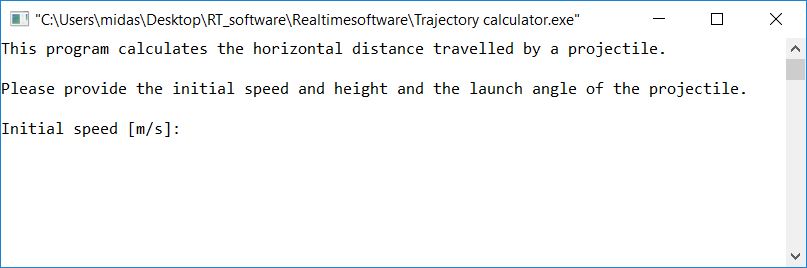 "C:\Users\midas\Desktop\RT_software\Realtimesoftware\Trajectory calculator.exe"
This program calculates the horizontal distance travelled by a projectile.
Please provide the initial speed and height and the launch angle of the projectile.
Initial speed [m/s]: